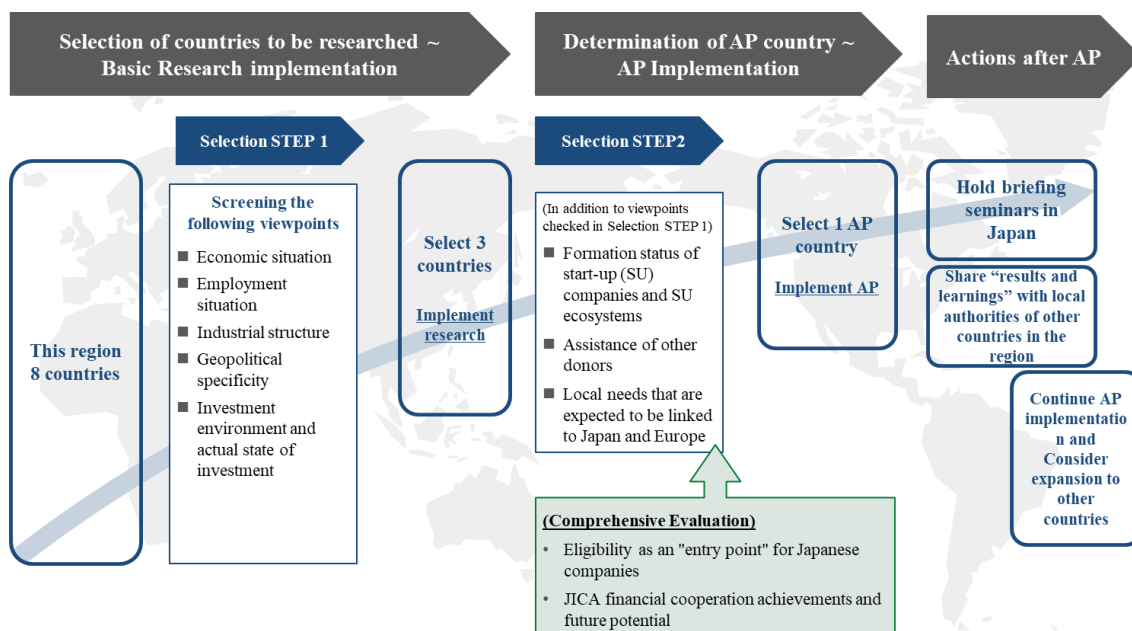 Selection of countries to be researched ~
Basic Research implementation
Determination of AP country ~
AP Implementation
Actions after AP
Selection STEP 1
Selection STEP2
This region
8 countries
Screening the
following viewpoints
■ Economic situation
■ Employment
situation
■ Industrial structure
■ Geopolitical
specificity
■ Investment
environment and
actual state of
investment
Select 3
countries
Implement
research
(In addition to viewpoints
checked in Selection STEP 1)
■ Formation status of
start-up (SU)
companies and SU
ecosystems
■ Assistance of other
donors
■ Local needs that are
expected to be linked
to Japan and Europe
(Comprehensive Evaluation)
• Eligibility as an "entry point" for Japanese
companies
• JICA financial cooperation achievements and
future potential
Select 1 AP
country
Implement AP
Hold briefing
seminars in
Japan
Share “results and
learnings” with local
authorities of other
countries in the
region
Continue AP
implementatio
n and
Consider
expansion to
other
countries